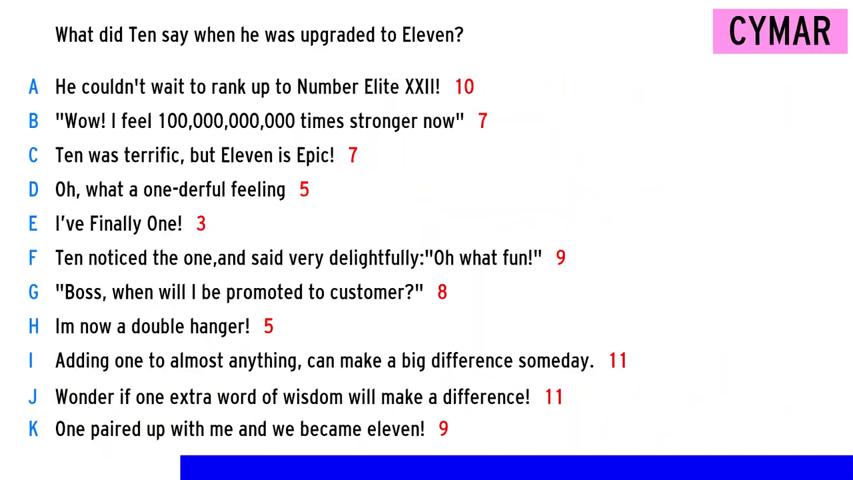 What did Ten say when he was upgraded to Eleven?
CYMAR
A He couldn't wait to rank up to Number Elite XXII! 10
B "Wow! I feel 100,000,000,000 times stronger now" 7
C Ten was terrific, but Eleven is Epic! 7
D Oh, what a one-derful feeling 5
E I've Finally One! 3
F Ten noticed the one,and said very delightfully:"Oh what fun!" 9
G "Boss, when will I be promoted to customer?" 8
H Im now a double hanger! 5
I Adding one to almost anything, can make a big difference someday. 11
J Wonder if one extra word of wisdom will make a difference! 11
K One paired up with me and we became eleven! 9